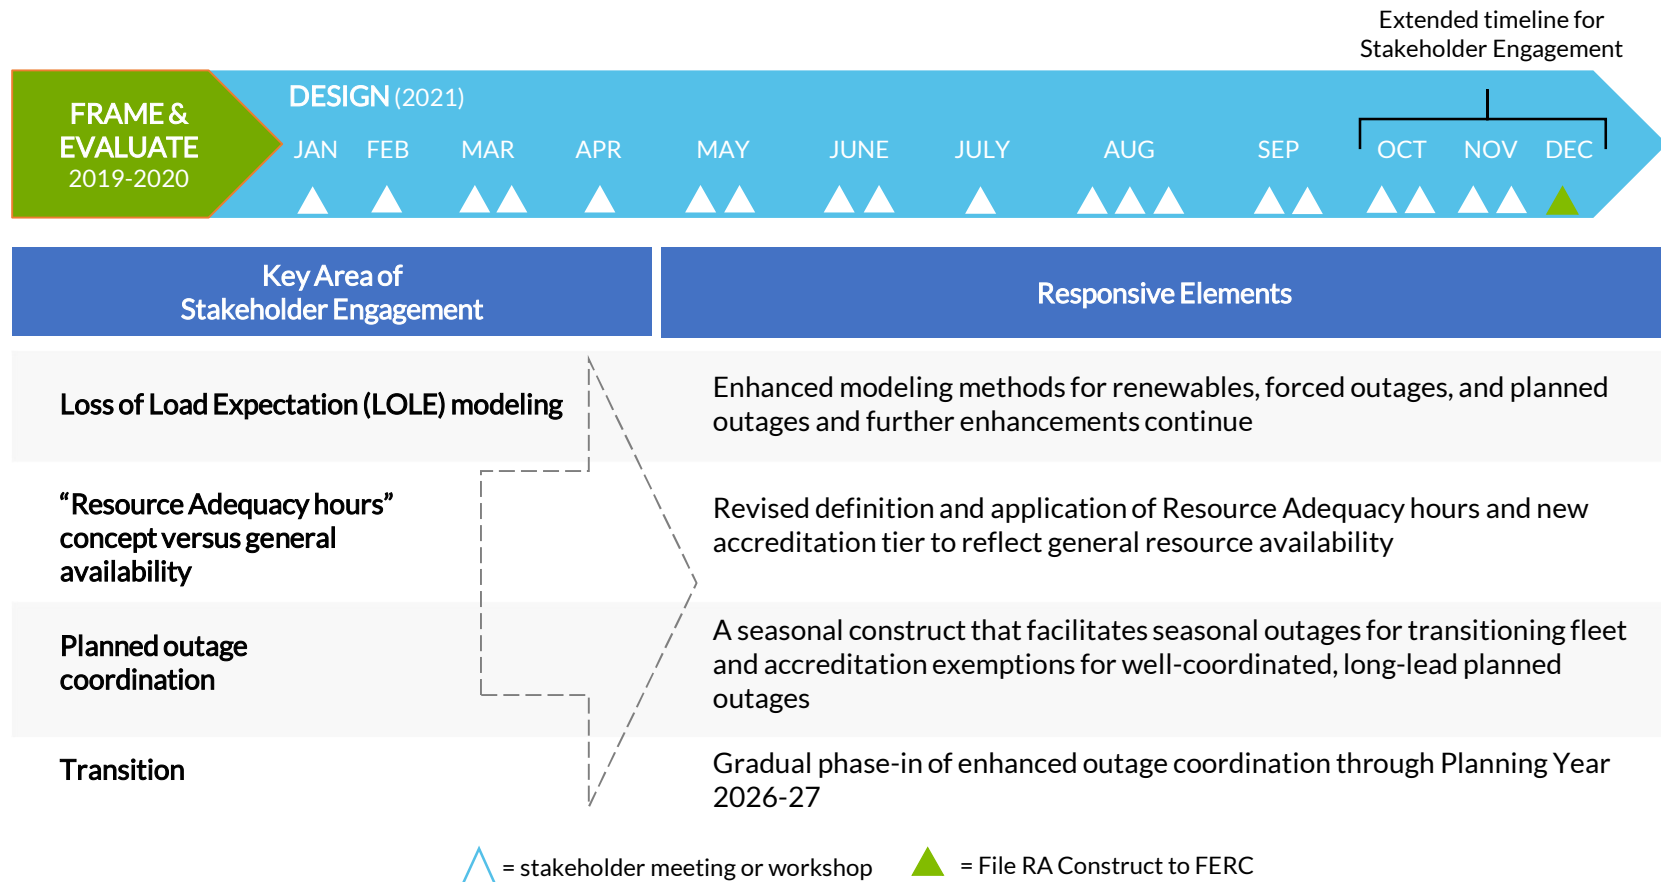 Extended timeline for
Stakeholder Engagement
FRAME &
EVALUATE
2019-2020
DESIGN (2021)
JAN FEB MAR APR MAY JUNE JULY AUG SEP OCT NOV DEC
Key Area of
Stakeholder Engagement
Responsive Elements
Loss of Load Expectation (LOLE) modeling
Enhanced modeling methods for renewables, forced outages, and planned
outages and further enhancements continue
“Resource Adequacy hours”
concept versus general
availability
Revised definition and application of Resource Adequacy hours and new
accreditation tier to reflect general resource availability
Planned outage
coordination
A seasonal construct that facilitates seasonal outages for transitioning fleet
and accreditation exemptions for well-coordinated, long-lead planned
outages
Transition
Gradual phase-in of enhanced outage coordination through Planning Year
2026-27
= stakeholder meeting or workshop
= File RA Construct to FERC